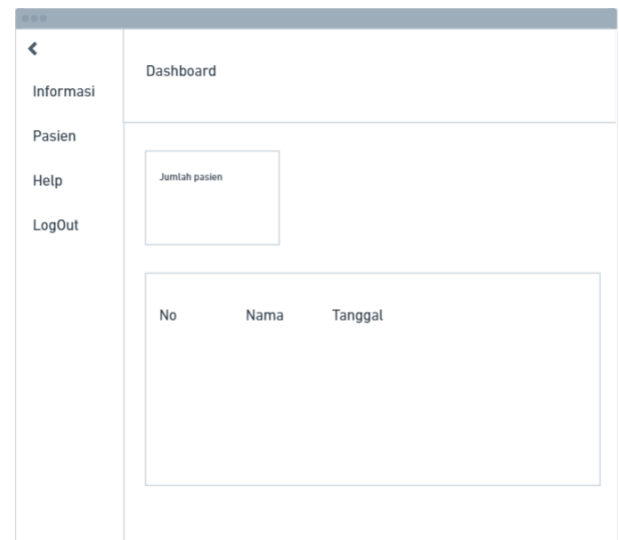 Informasi
Pasien
Help
LogOut
Dashboard
Jumlah pasien
No Nama Tanggal